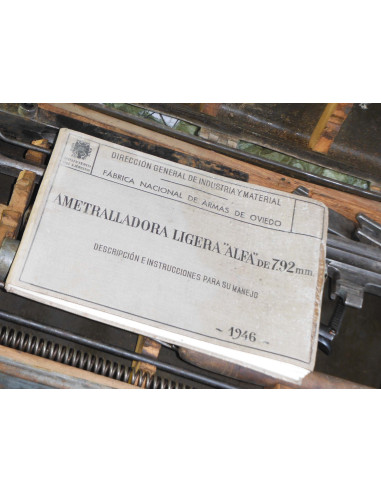 DIRECCIÓN GENERAL DE INDUSTRIA Y MATERIAL
FÁBRICA NACIONAL DE ARMAS DE OVIEDO
AMETRALLADORA LIGERA "ALFA" DE 7,92 mm.
DESCRIPCIÓN E INSTRUCCIONES PARA SU MANEJO
- 1946 -